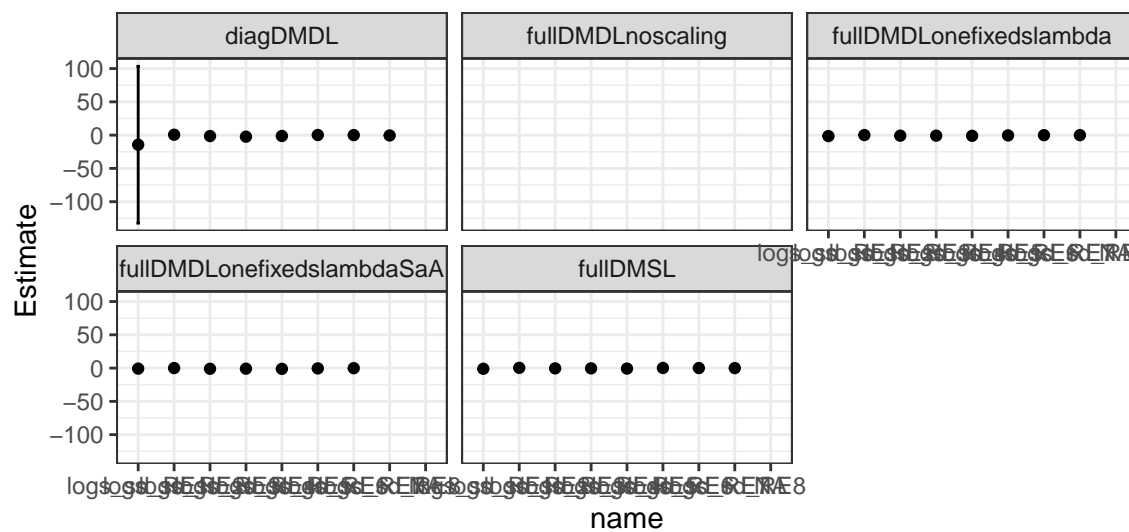 diagDMDL
fullDMDLnoscaling
fullDMDLonefixedslambda
100
50
0
−50
−100
fullDMDLonefixedslambdaSaA
fullDMSL
100
50
0
−50
−100
Estimate
name